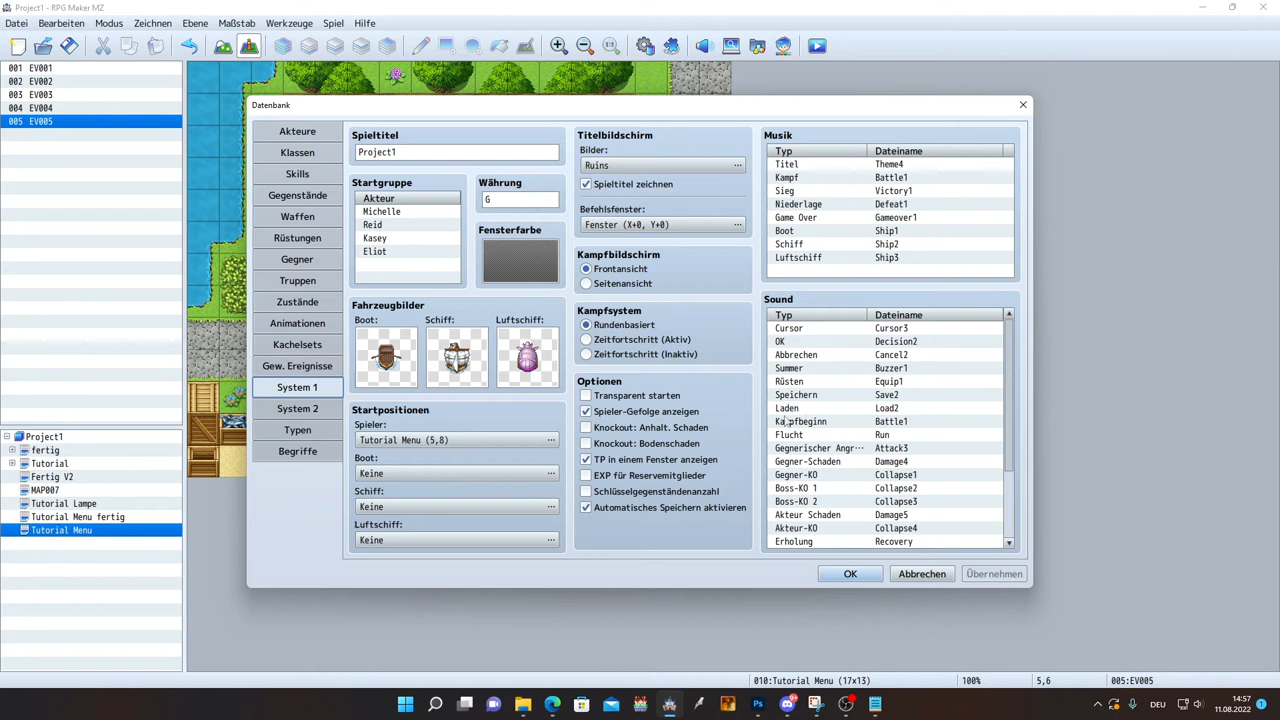 Project1 - RPG Maker MZ
Datei Bearbeiten Modus Zeichnen Ebene Maßstab Werkzeuge Spiel Hilfe
001 EV001
002 EV002
003 EV003
004 EV004
005 EV005
Project1
fertig
Tutorial
Fertig V2
MAP007
Tutorial Lampe
Tutorial Menu fertig
Tutorial Menu
Datenbank
Akteure
Klassen
Skills
Gegenstände
Waffen
Rüstungen
Gegner
Truppen
Zustände
Animationen
Kachelsets
Gew. Ereignisse
System 1
System 2
Typen
Begriffe
Spieltitel
Project1
Startgruppe
Akteur
Michelle
Reid
Kasey
Eliot
Währung
G
Fensterfarbe
Fahrzeugbilder
Boot: Schiff: Luftschiff:
Startpositionen
Spieler:
Tutorial Menu (5,8) ...
Boot:
Keine ...
Schiff:
Keine ...
Luftschiff:
Keine ...
Titelbildschirm
Bilder:
Ruins ...
Spieltitel zeichnen
Befehlsfenster:
Fenster (X+0, Y+0) ...
Kampfbildschirm
Frontansicht
Seitenansicht
Kampfsystem
Rundenbasiert
Zeitfortschritt (Aktiv)
Zeitfortschritt (Inaktiv)
Optionen
Transparent starten
Spieler-Gefolge anzeigen
Knockout: Anhalt. Schaden
Knockout: Bodenschaden
TP in einem Fenster anzeigen
EXP für Reservemitglieder
Schlüsselgegenständenanzahl
Automatisches Speichern aktivieren
Musik
Typ Dateiname
Titel Theme4
Kampf Battle1
Sieg Victory1
Niederlage Defeat1
Game Over Gameover1
Boot Ship1
Schiff Ship2
Luftschiff Ship3
Sound
Typ Dateiname
Cursor Cursor3
OK Decision2
Abbrechen Cancel2
Summer Buzzer1
Rüsten Equip1
Speichern Save2
Laden Load2
Kampfbeginn Battle1
Flucht Run
Gegnerischer Angr··· Attack3
Gegner-Schaden Damage4
Gegner-KO Collapse1
Boss-KO 1 Collapse2
Boss-KO 2 Collapse3
Akteur Schaden Damage5
Akteur-KO Collapse4
Erholung Recovery
OK Abbrechen Übernehmen
010:Tutorial Menu (17x13) 100% 5,6 005:EV005
DEU
14:57
11.08.2022